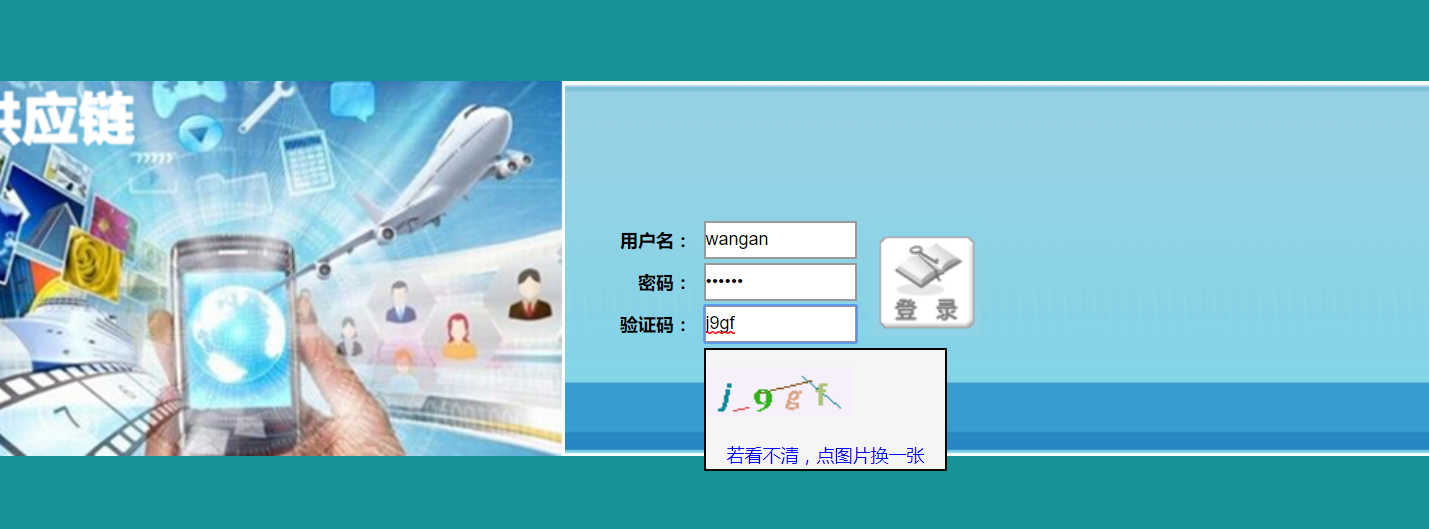 供应链
用户名： wangan
密码： ••••••
验证码： j9gf
登 录
j9gf
若看不清，点图片换一张